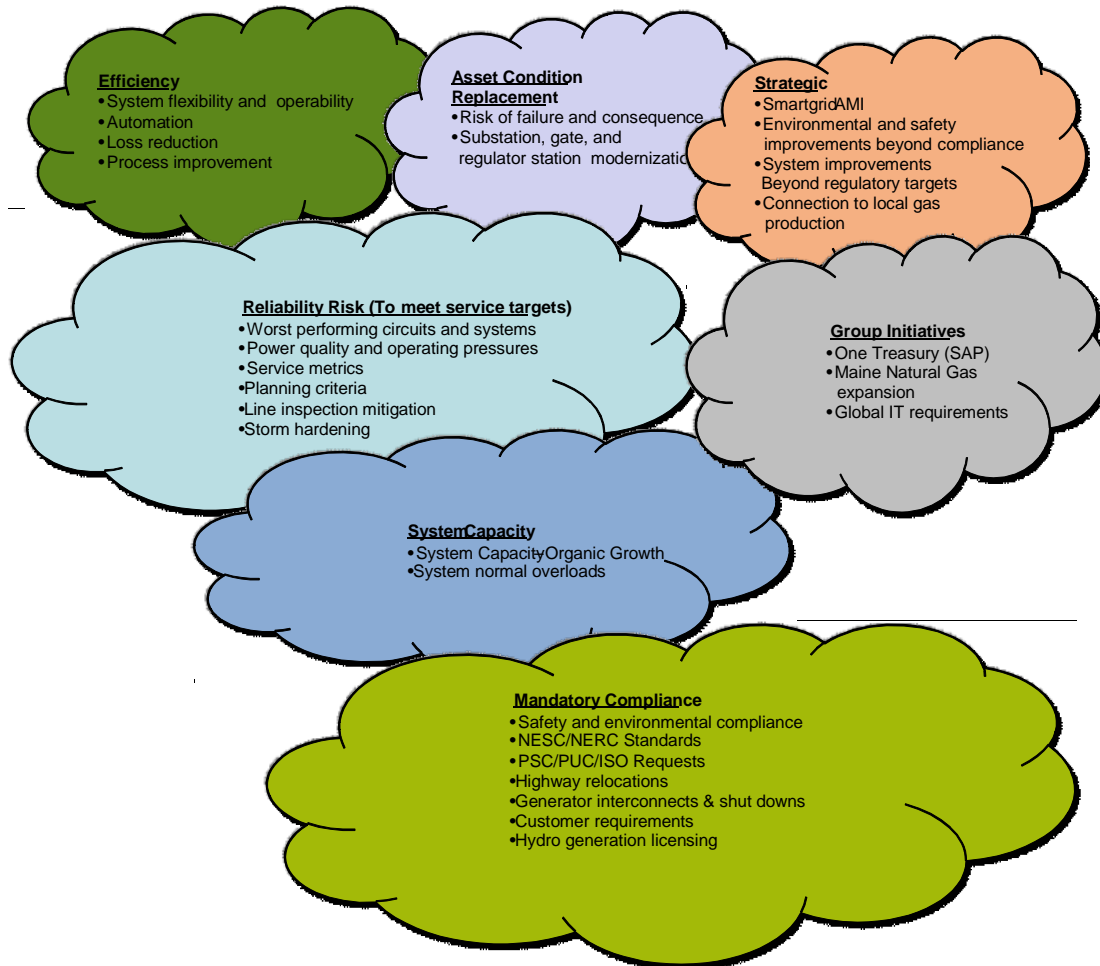 Efficiency
•System flexibility and operability
•Automation
•Loss reduction
•Process improvement
Asset Condition
Replacement
•Risk of failure and consequence
•Substation, gate, and
regulator station modernizatio
Strategic
•Smartgrid AMI
•Environmental and safety
improvements beyond compliance
•System improvements
Beyond regulatory targets
•Connection to local gas
production
Reliability Risk (To meet service targets)
•Worst performing circuits and systems
•Power quality and operating pressures
•Service metrics
•Planning criteria
•Line inspection mitigation
•Storm hardening
Group Initiatives
•One Treasury (SAP)
•Maine Natural Gas
expansion
•Global IT requirements
System Capacity
•System Capacity–Organic Growth
•System normal overloads
Mandatory Compliance
•Safety and environmental compliance
•NESC/NERC Standards
•PSC/PUC/ISO Requests
•Highway relocations
•Generator interconnects & shut downs
•Customer requirements
•Hydro generation licensing